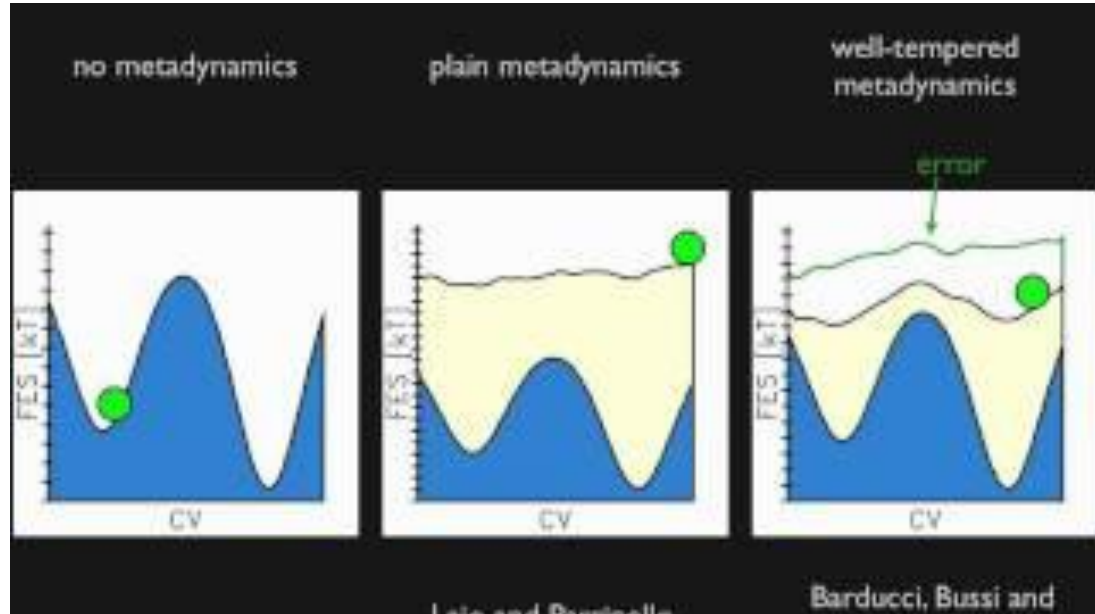 no metadynamics
plain metadynamics
well-tempered
metadynamics
error
FES [kT]
CV
FES [kT]
CV
FES [kT]
CV
Barducci, Bussi and